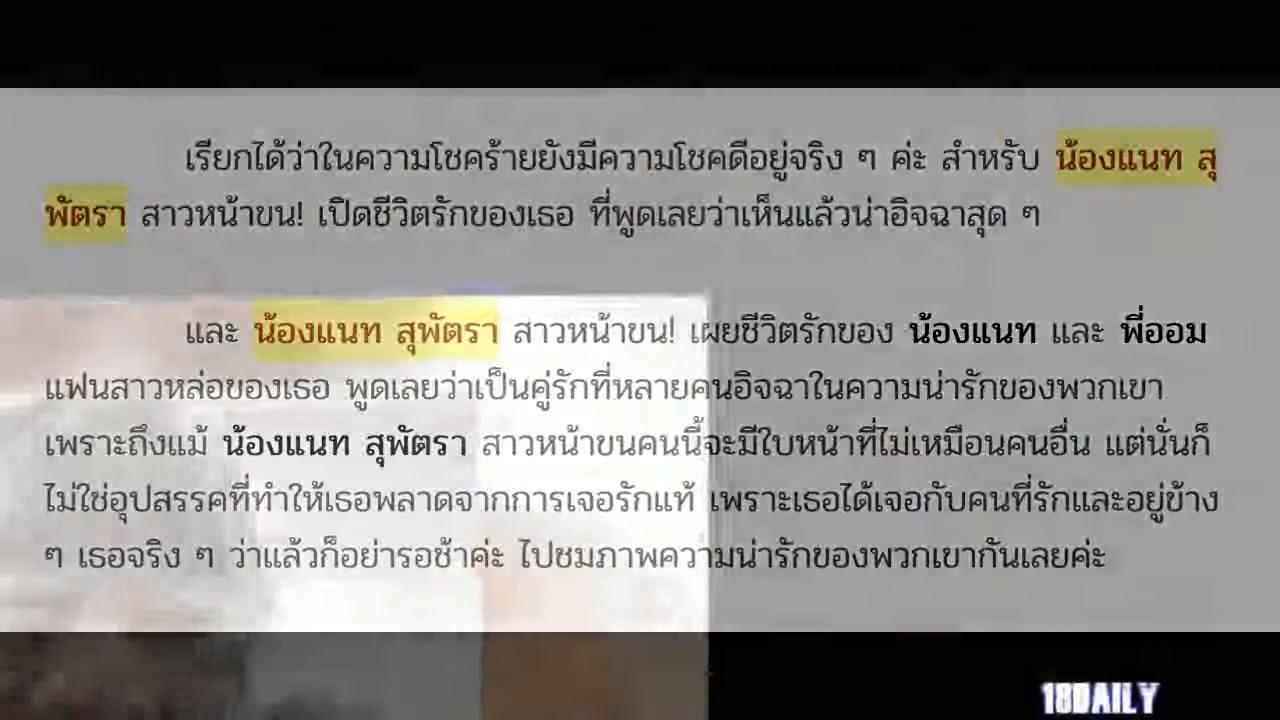 เรียกได้ว่าในความโชคร้ายยังมีความโชคดีอยู่จริง ๆ ค่ะ สำหรับ น้องแนท สุ
พัตรา สาวหน้าขน! เปิดชีวิตรักของเธอ ที่พูดเลยว่าเห็นแล้วน่าอิจฉาสุด ๆ
และ น้องแนท สุพัตรา สาวหน้าขน! เผยชีวิตรักของ น้องแนท และ พี่ออม
แฟนสาวหล่อของเธอ พูดเลยว่าเป็นคู่รักที่หลายคนอิจฉาในความน่ารักของพวกเขา
เพราะถึงแม้ น้องแนท สุพัตรา สาวหน้าขนคนนี้จะมีใบหน้าที่ไม่เหมือนคนอื่น แต่นั่นก็
ไม่ใช่อุปสรรคที่ทำให้เธอพลาดจากการเจอรักแท้ เพราะเธอได้เจอกับคนที่รักและอยู่ข้าง
ๆ เธอจริง ๆ ว่าแล้วก็อย่ารอช้าค่ะ ไปชมภาพความน่ารักของพวกเขากันเลยค่ะ
18DAILY